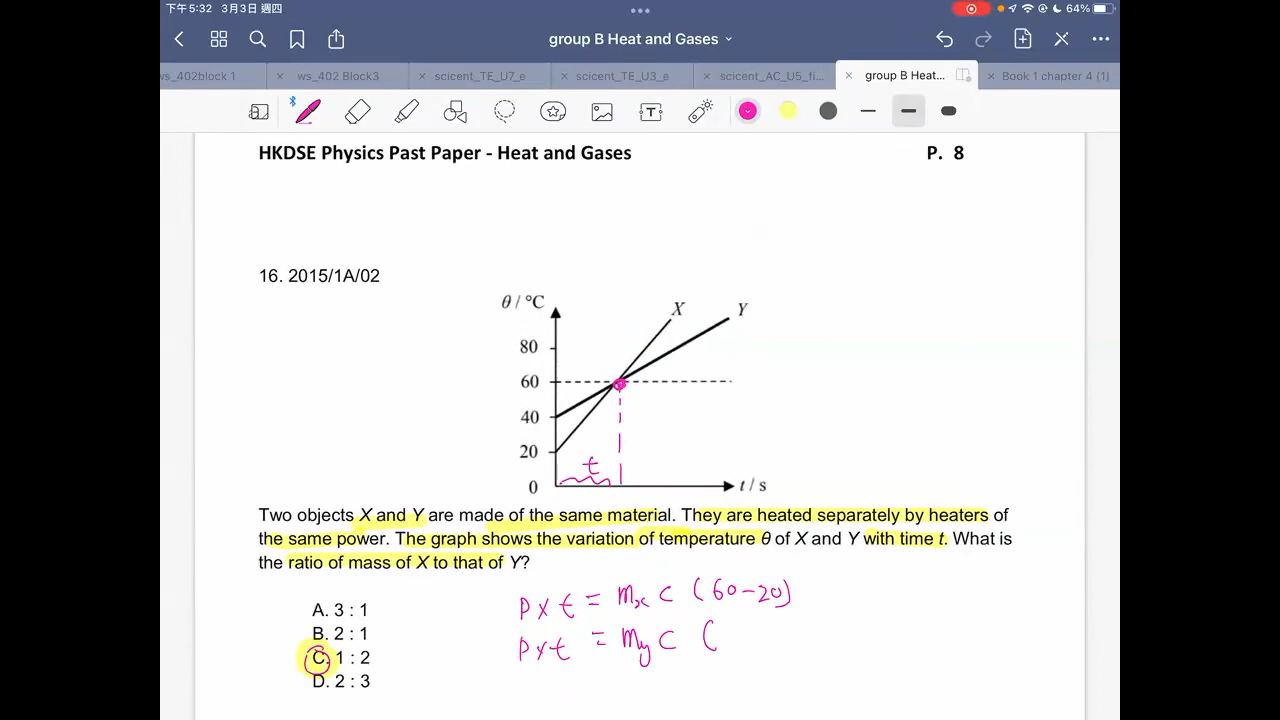 下午5:32 3月3日 週四
64%
group B Heat and Gases
ws_402block 1
ws_402 Block3
scicent_TE_U7_e
scicent_TE_U3_e
scicent_AC_U5_fi...
group B Heat...
Book 1 chapter 4 (1)
HKDSE Physics Past Paper - Heat and Gases P. 8
16. 2015/1A/02
θ / °C
X
Y
80
60
40
20
t
0
t / s
Two objects X and Y are made of the same material. They are heated separately by heaters of
the same power. The graph shows the variation of temperature θ of X and Y with time t. What is
the ratio of mass of X to that of Y?
P x t = mx c (60-20)
A. 3 : 1
B. 2 : 1
P x t = my c (
C. 1 : 2
D. 2 : 3